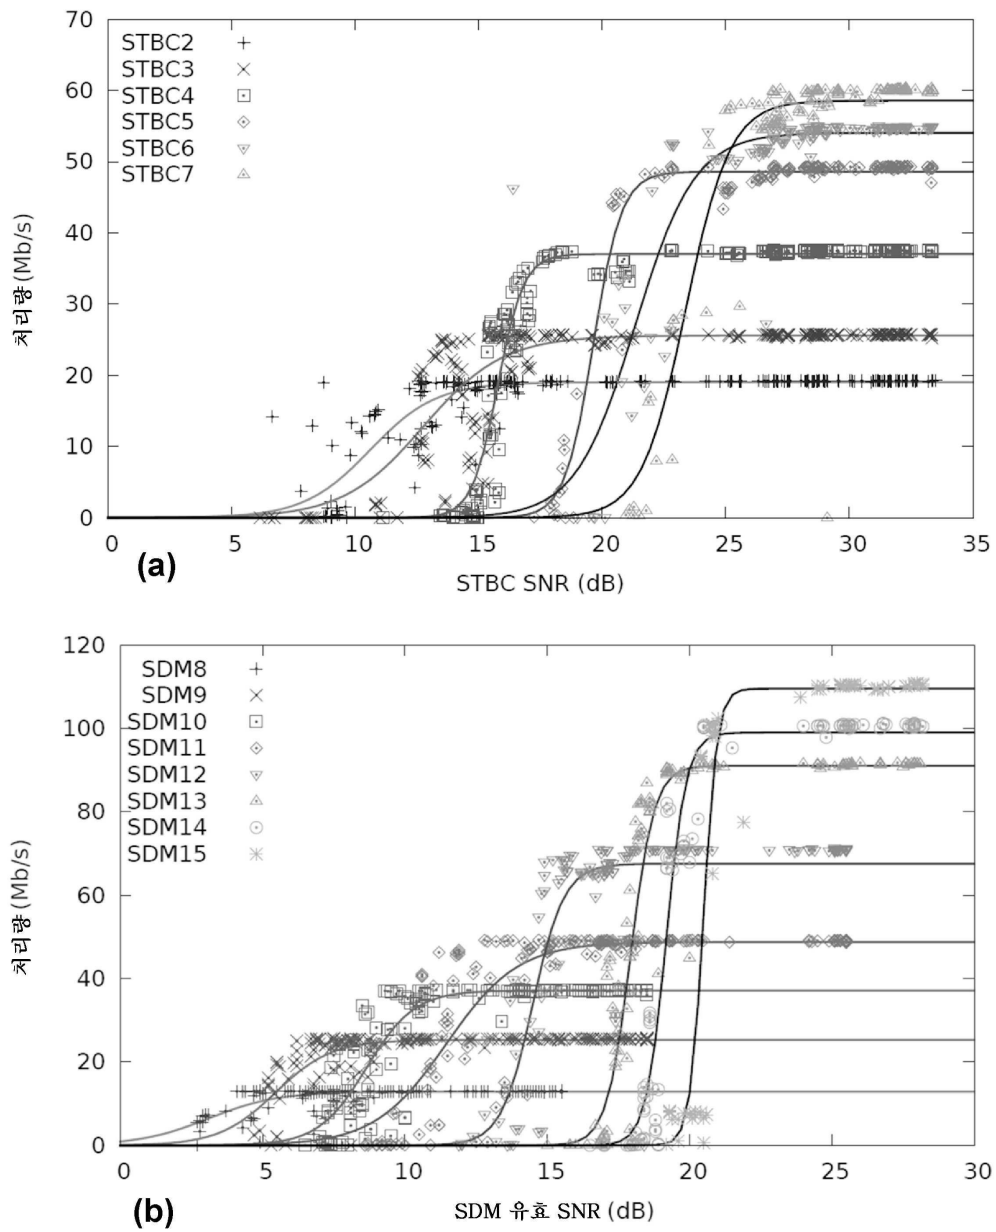 70
60
50
40
30
20
10
0
처리량 (Mb/s)
STBC2
STBC3
STBC4
STBC5
STBC6
STBC7
0 5 10 15 20 25 30 35
(a)
STBC SNR (dB)
120
100
80
60
40
20
0
처리량 (Mb/s)
SDM8
SDM9
SDM10
SDM11
SDM12
SDM13
SDM14
SDM15
0 5 10 15 20 25 30
(b)
SDM 유효 SNR (dB)